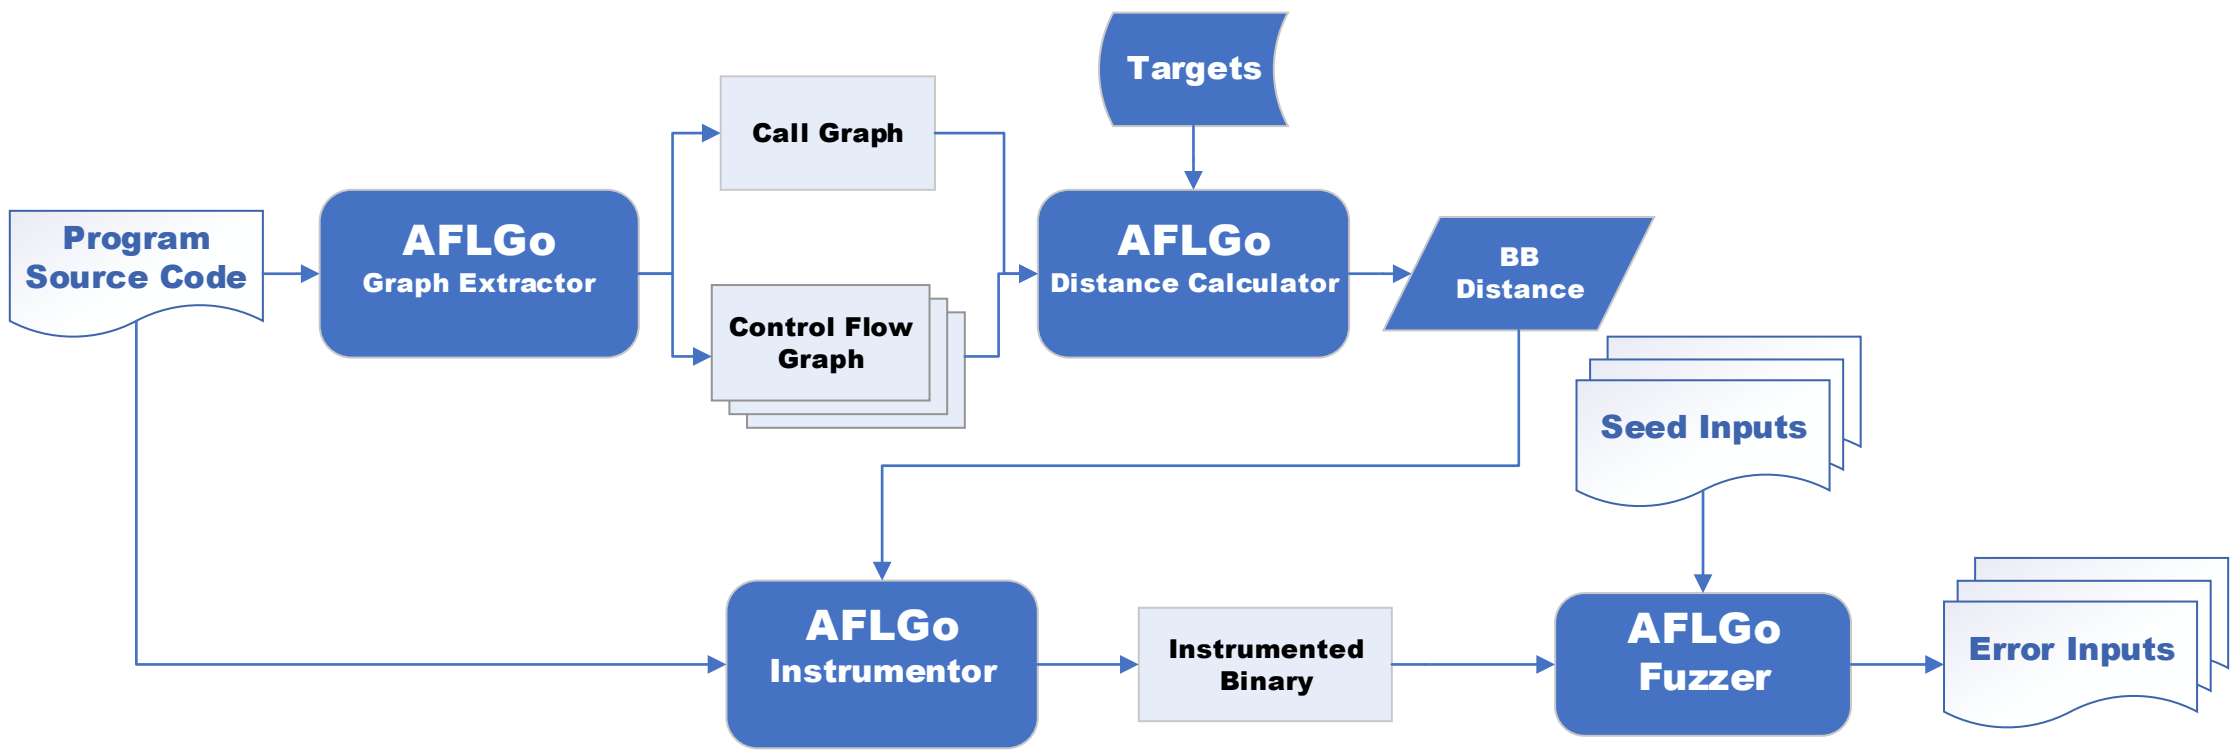 Targets
Call Graph
Program
Source Code
AFLGo
Graph Extractor
Control Flow
Graph
AFLGo
Distance Calculator
BB
Distance
Seed Inputs
AFLGo
Instrumentor
Instrumented
Binary
AFLGo
Fuzzer
Error Inputs